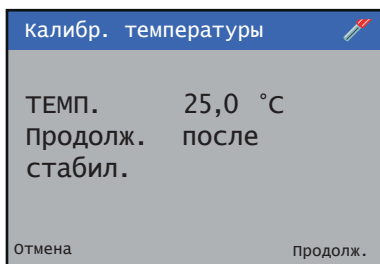 Калибр. температуры
ТЕМП. 25,0 °C
Продолж. после
стабил.
Отмена Продолж.